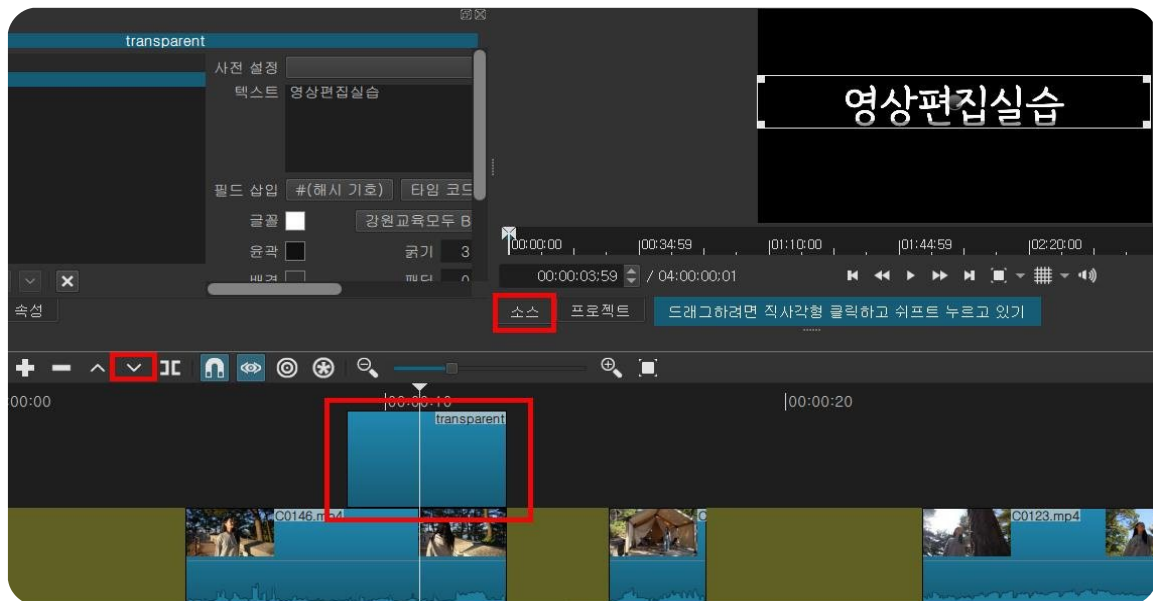 transparent
사전 설정
텍스트 영상편집실습
영상편집실습
필드 삽입 #(해시 기호) 타임 코드
글꼴 강원교육모두 B
윤곽 굵기 3
배경 패딩 0
00:00:00 00:34:59 01:10:00 01:44:59 02:20:00
00:00:03;59 / 04:00:00;01
속성 소스 프로젝트 드래그하려면 직사각형 클릭하고 쉬프트 누르고 있기
:00:00 00:00:10 00:00:20
transparent
C0146.mp4 C C0123.mp4